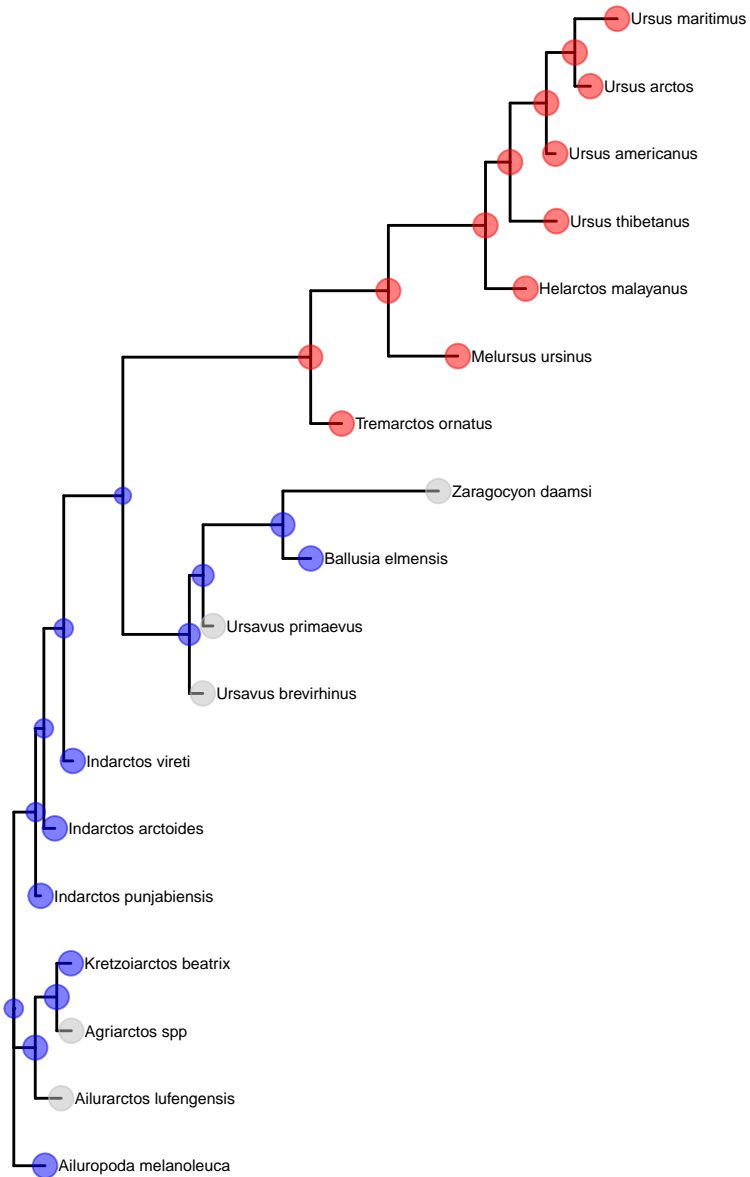 Ursus maritimus
Ursus arctos
Ursus americanus
Ursus thibetanus
Helarctos malayanus
Melursus ursinus
Tremarctos ornatus
Zaragocyon daamsi
Ballusia elmensis
Ursavus primaevus
Ursavus brevirhinus
Indarctos vireti
Indarctos arctoides
Indarctos punjabiensis
Kretzoiarctos beatrix
Agriarctos spp
Ailurarctos lufengensis
Ailuropoda melanoleuca